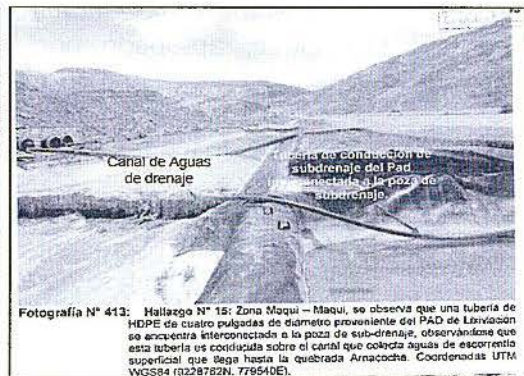 Canal de Aguas
de drenaje
Tubería de conducción de
subdrenaje del Pad
interconectada a la poza de
subdrenaje
Fotografía N° 413: Hallazgo N° 15: Zona Maqui – Maqui, se observa que una tubería de
HDPE de cuatro pulgadas de diámetro proveniente del PAD de Lixiviación
se encuentra interconectada a la poza de sub-drenaje, observándose que
esta tubería es conducida sobre el canal que colecta aguas de escorrentía
superficial que llega hasta la quebrada Arnacocha. Coordenadas UTM
WGS84 (9228762N, 779540E).